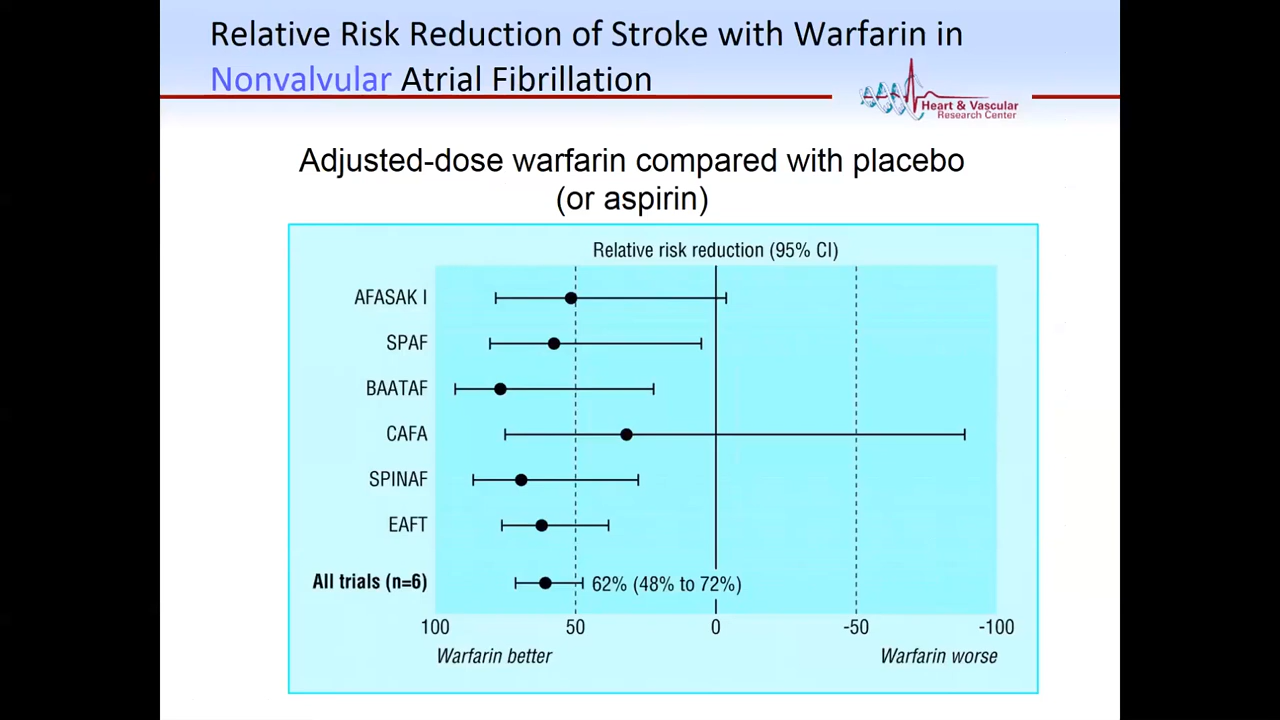 Relative Risk Reduction of Stroke with Warfarin in
Nonvalvular Atrial Fibrillation
Heart & Vascular
Research Center
Adjusted-dose warfarin compared with placebo
(or aspirin)
Relative risk reduction (95% CI)
AFASAK I
SPAF
BAATAF
CAFA
SPINAF
EAFT
All trials (n=6) 62% (48% to 72%)
100 50 0 -50 -100
Warfarin better Warfarin worse